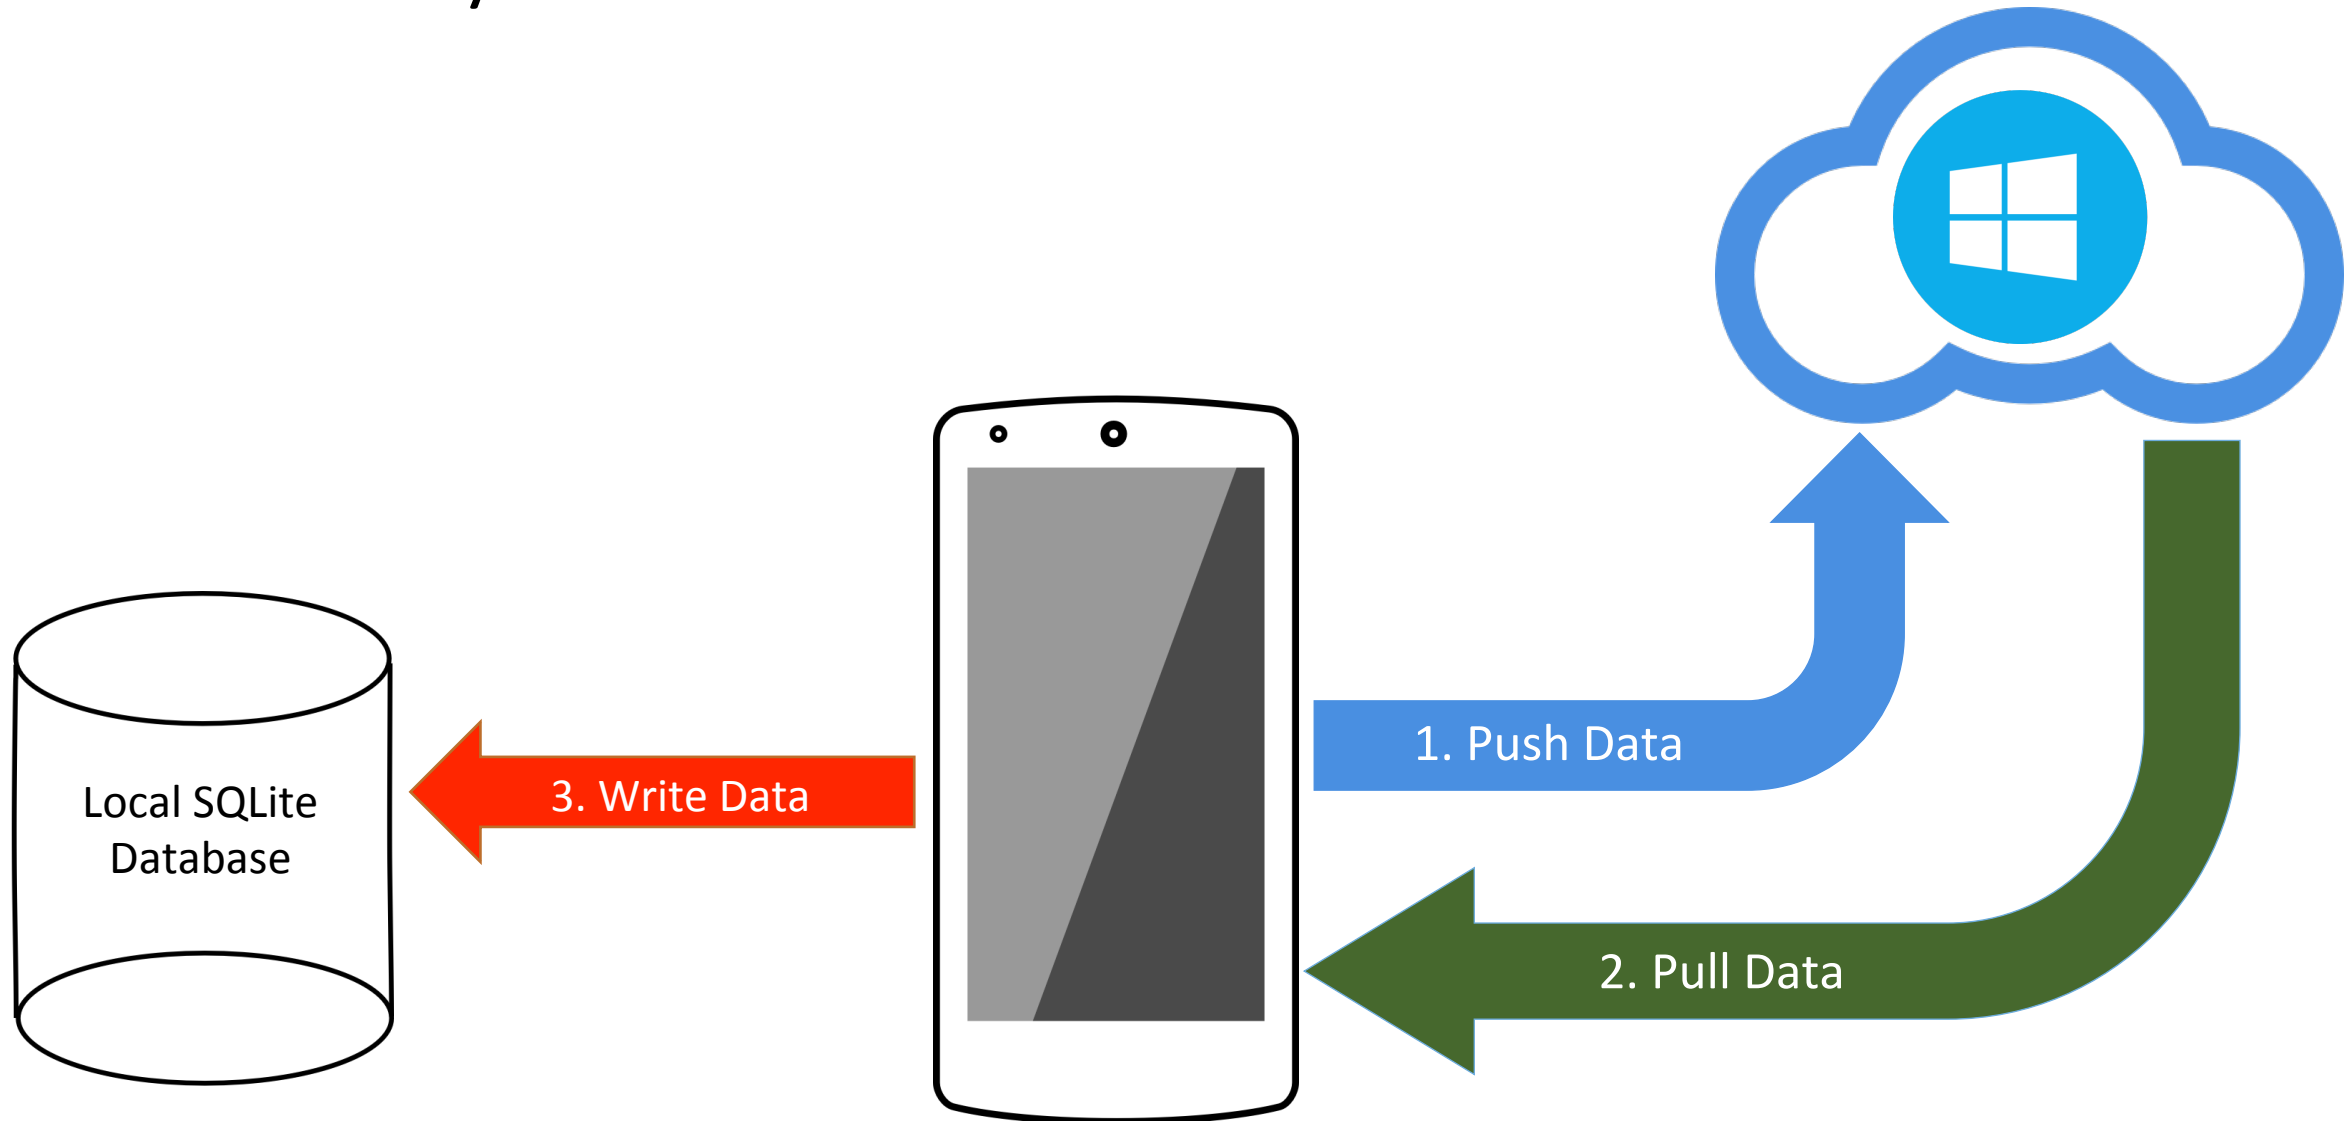 Local SQLite
Database
3. Write Data
1. Push Data
2. Pull Data